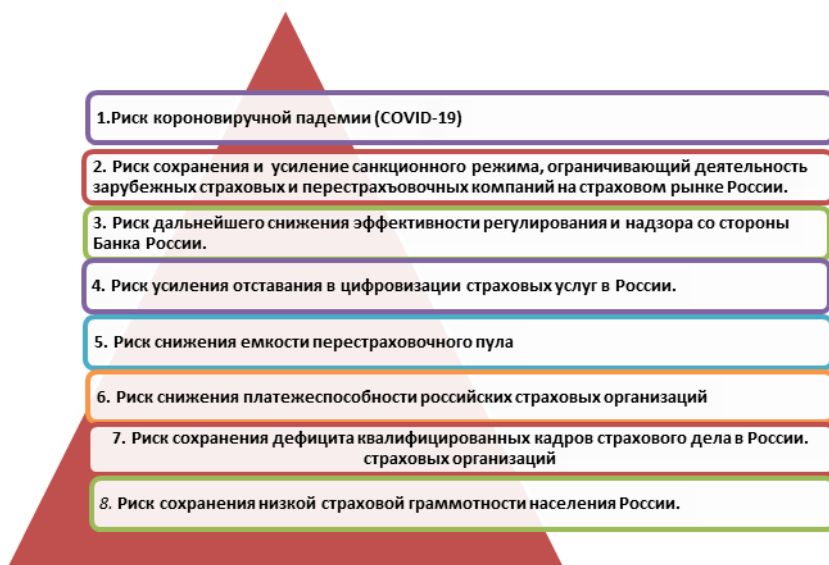 1.Риск короновиручной падемии (COVID-19)
2. Риск сохранения и усиление санкционного режима, ограничивающий деятельность
зарубежных страховых и перестрахъовочных компаний на страховом рынке России.
3. Риск дальнейшего снижения эффективности регулирования и надзора со стороны
Банка России.
4. Риск усиления отставания в цифровизации страховых услуг в России.
5. Риск снижения емкости перестраховочного пула
6. Риск снижения платежеспособности российских страховых организаций
7. Риск сохранения дефицита квалифицированных кадров страхового дела в России.
страховых организаций
8. Риск сохранения низкой страховой граммотности населения России.